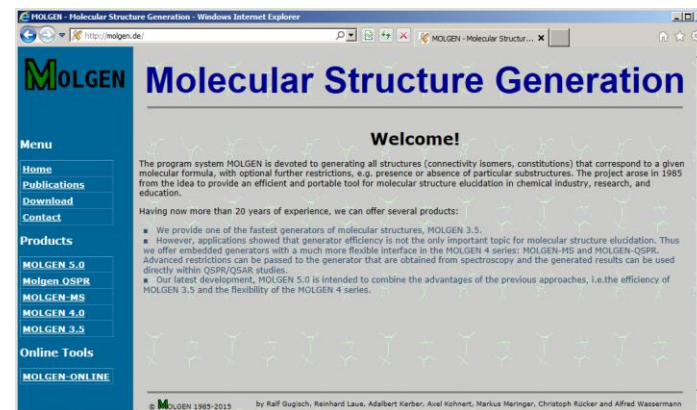 MOLGEN - Molecular Structure Generation - Windows Internet Explorer
http://molgen.de/
MOLGEN - Molecular Structur...
MOLGEN
Molecular Structure Generation
Welcome!
Menu
Home
Publications
Download
Contact
Products
MOLGEN 5.0
Molgen QSPR
MOLGEN-MS
MOLGEN 4.0
MOLGEN 3.5
Online Tools
MOLGEN-ONLINE
The program system MOLGEN is devoted to generating all structures (connectivity isomers, constitutions) that correspond to a given
molecular formula, with optional further restrictions, e.g. presence or absence of particular substructures. The project arose in 1985
from the idea to provide an efficient and portable tool for molecular structure elucidation in chemical industry, research, and
education.
Having now more than 20 years of experience, we can offer several products:
We provide one of the fastest generators of molecular structures, MOLGEN 3.5.
However, applications showed that generator efficiency is not the only important topic for molecular structure elucidation. Thus
we offer embedded generators with a much more flexible interface in the MOLGEN 4 series: MOLGEN-MS and MOLGEN-QSPR.
Advanced restrictions can be passed to the generator that are obtained from spectroscopy and the generated results can be used
directly within QSPR/QSAR studies.
Our latest development, MOLGEN 5.0 is intended to combine the advantages of the previous approaches, i.e.the efficiency of
MOLGEN 3.5 and the flexibility of the MOLGEN 4 series.
© MOLGEN 1985-2015 by Ralf Gugisch, Reinhard Laue, Adalbert Kerber, Axel Kohnert, Markus Meringer, Christoph Rücker and Alfred Wassermann